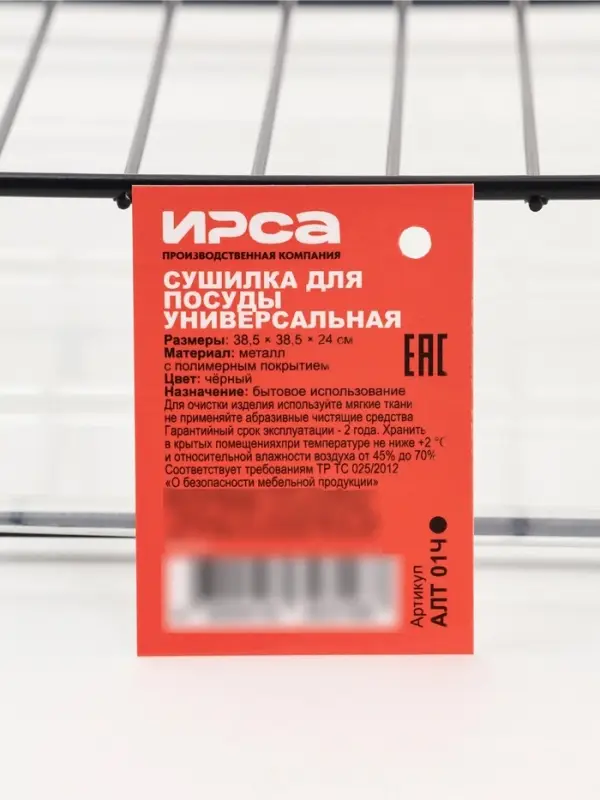 ИРСА
ПРОИЗВОДСТВЕННАЯ КОМПАНИЯ
СУШИЛКА ДЛЯ
ПОСУДЫ
УНИВЕРСАЛЬНАЯ
Размеры: 38,5 × 38,5 × 24 см
Материал: металл
с полимерным покрытием
Цвет: чёрный
Назначение: бытовое использование
Для очистки изделия используйте мягкие ткани
не применяйте абразивные чистящие средства
Гарантийный срок эксплуатации - 2 года. Хранить
в крытых помещенияхпри температуре не ниже +2 °С
и относительной влажности воздуха от 45% до 70%
Соответствует требованиям ТР ТС 025/2012
«О безопасности мебельной продукции»
ЕАС
Артикул
АЛТ 01Ч